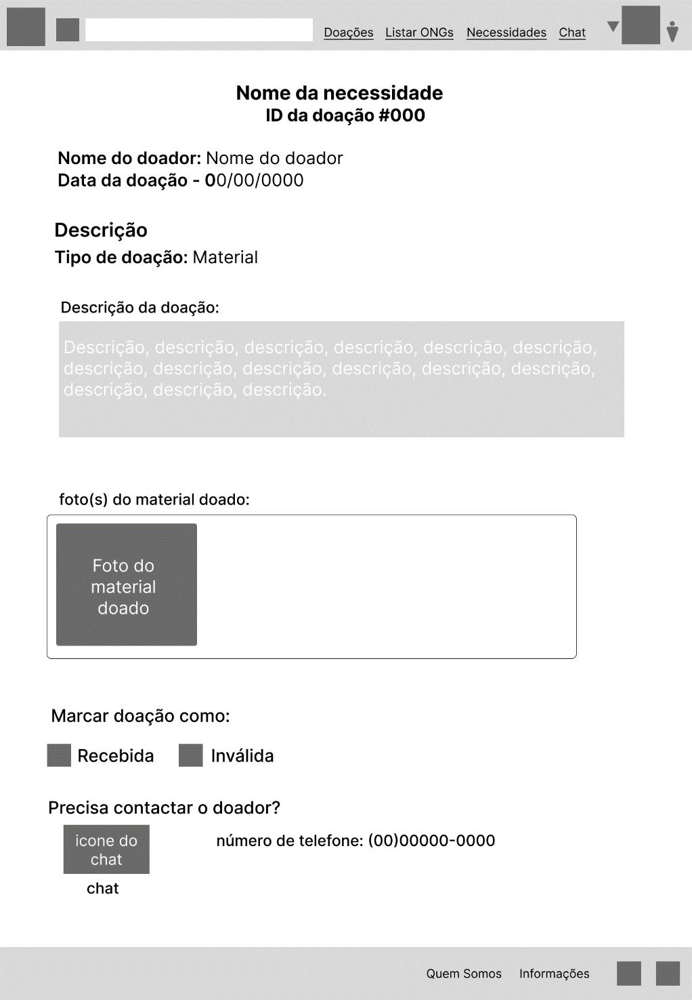 Doações Listar ONGs Necessidades Chat
Nome da necessidade
ID da doação #000
Nome do doador: Nome do doador
Data da doação - 00/00/0000
Descrição
Tipo de doação: Material
Descrição da doação:
Descrição, descrição, descrição, descrição, descrição, descrição,
descrição, descrição, descrição, descrição, descrição, descrição,
descrição, descrição, descrição.
foto(s) do material doado:
Foto do
material
doado
Marcar doação como:
Recebida Inválida
Precisa contactar o doador?
icone do
chat
número de telefone: (00)00000-0000
chat
Quem Somos Informações